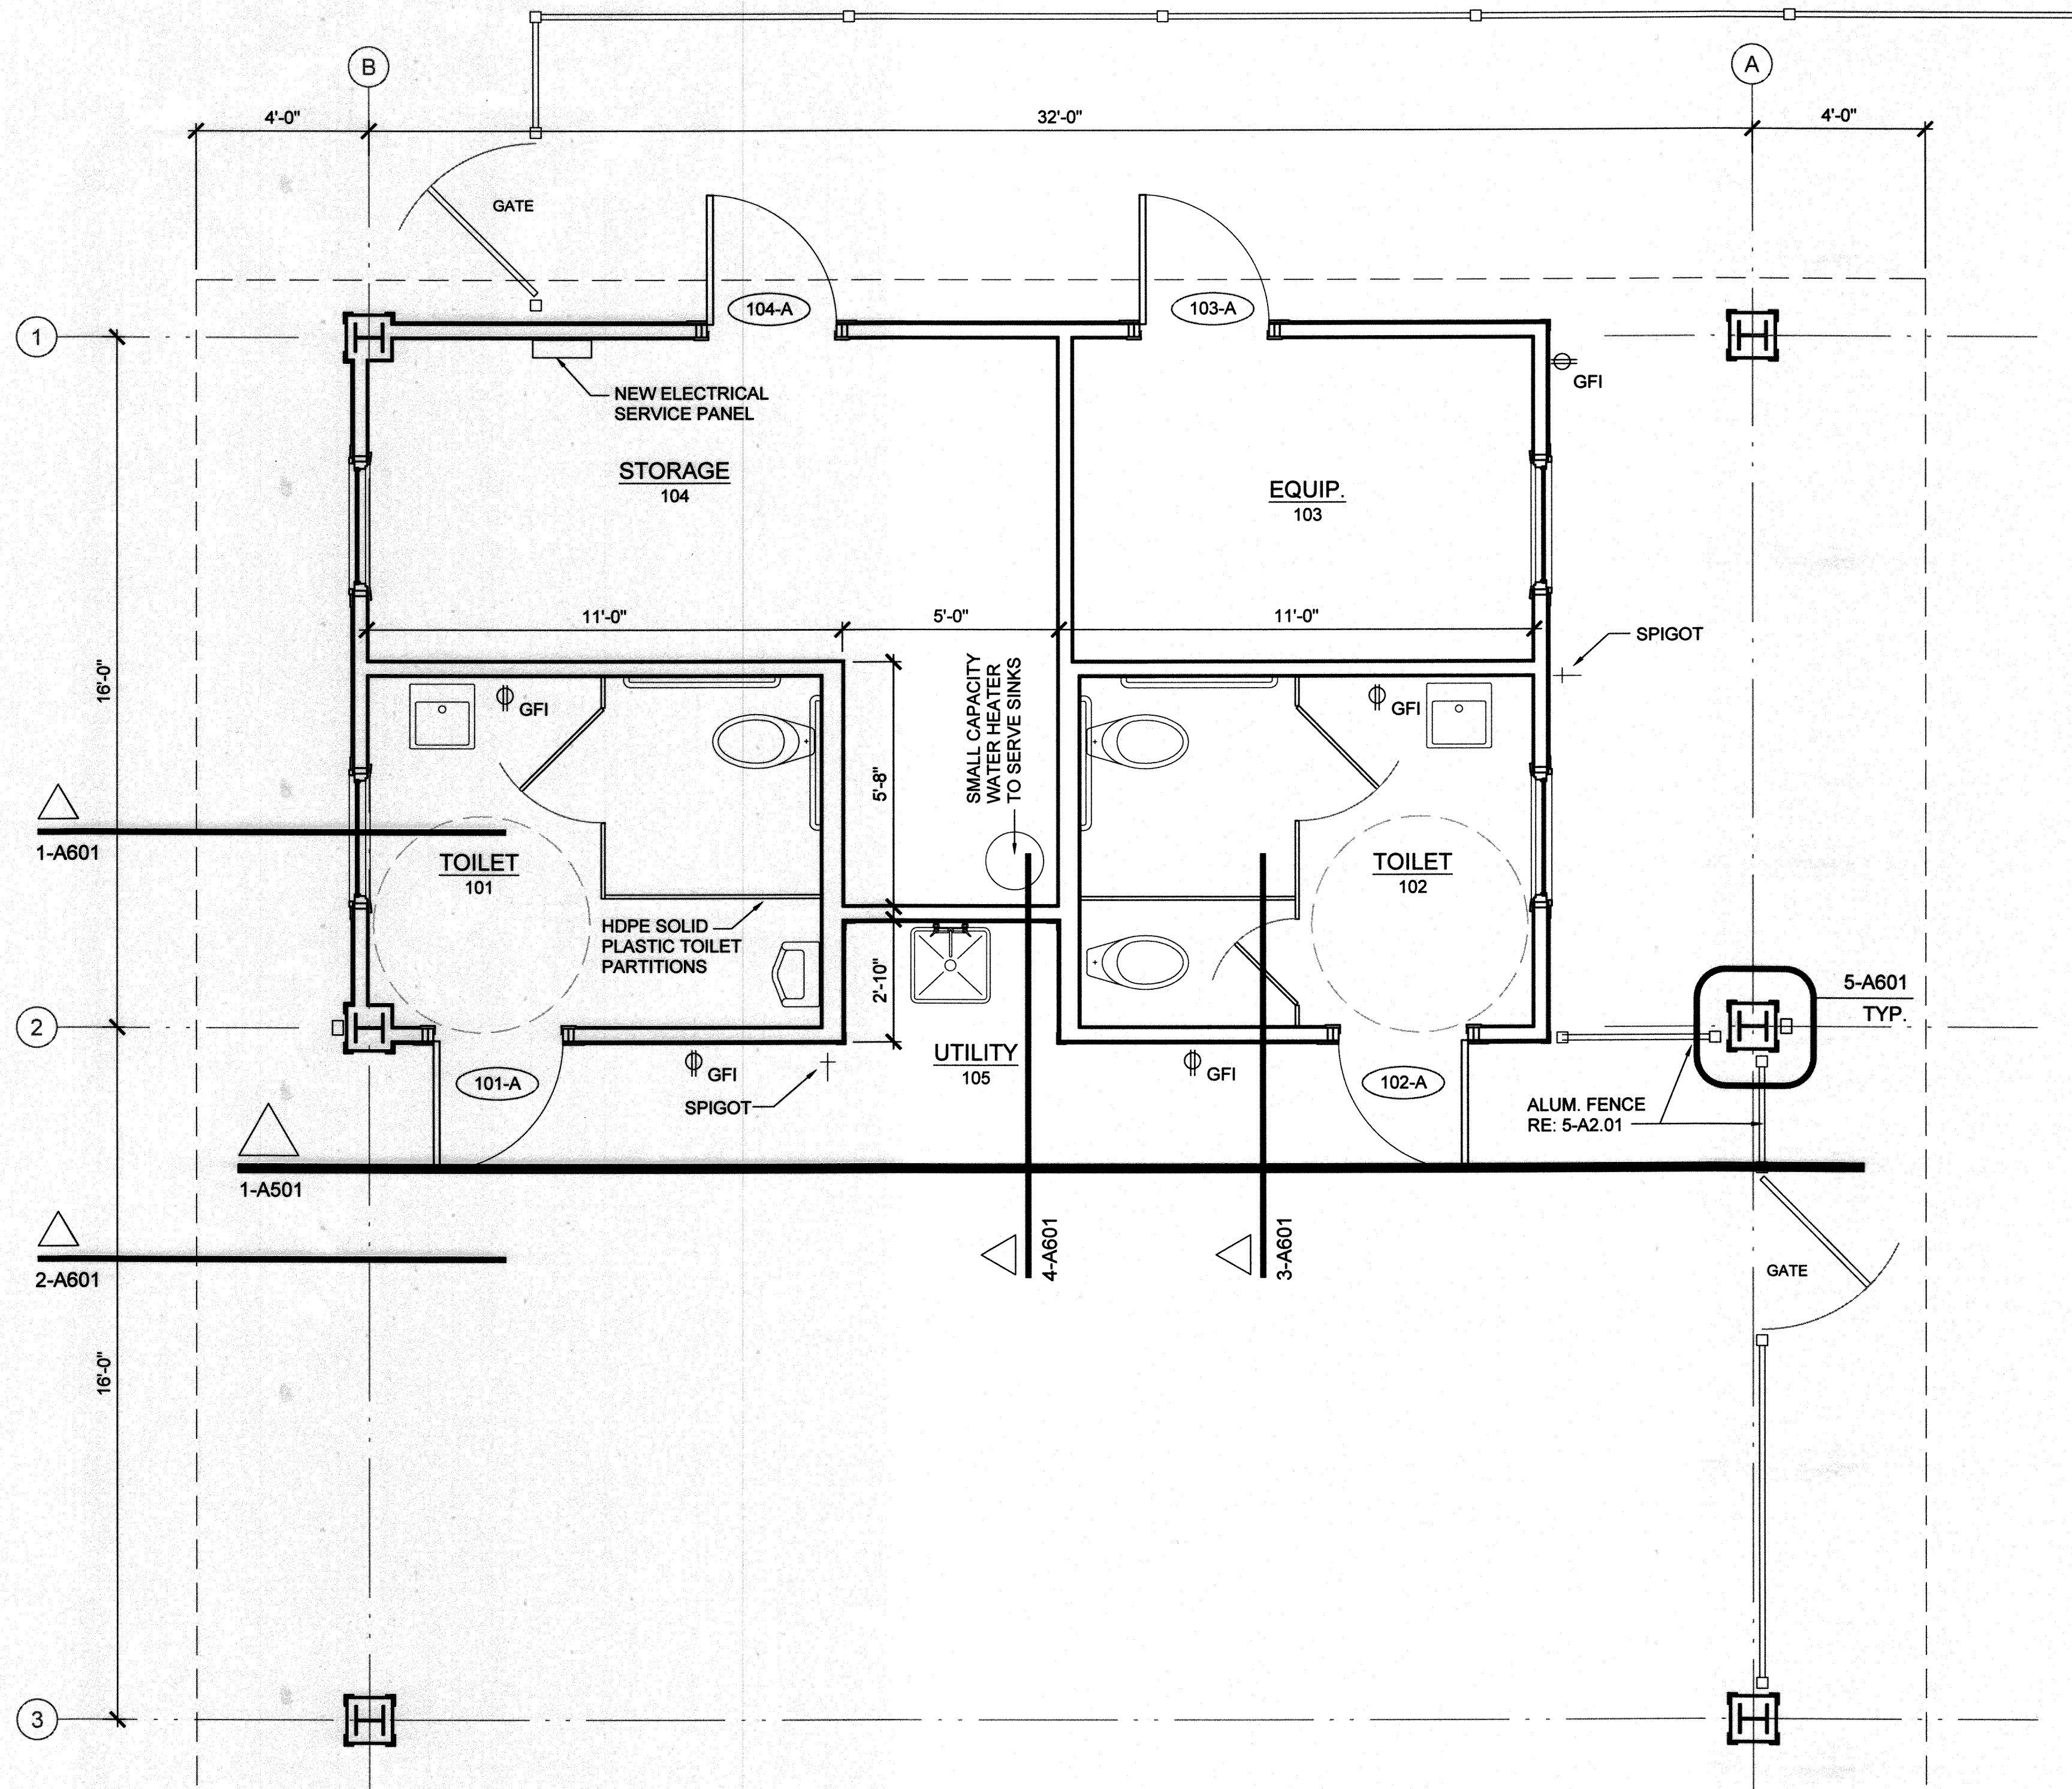 B
A
4'-0"
32'-0"
4'-0"
GATE
104-A
103-A
1
GFI
NEW ELECTRICAL
SERVICE PANEL
STORAGE
104
EQUIP.
103
11'-0"
5'-0"
11'-0"
SPIGOT
16'-0"
SMALL CAPACITY
WATER HEATER
TO SERVE SINKS
GFI
GFI
5'-8"
1-A601
TOILET
101
TOILET
102
HDPE SOLID
PLASTIC TOILET
PARTITIONS
2'-10"
5-A601
TYP.
2
UTILITY
105
GFI
GFI
101-A
102-A
SPIGOT
ALUM. FENCE
RE: 5-A2.01
1-A501
2-A601
4-A601
3-A601
GATE
16'-0"
3